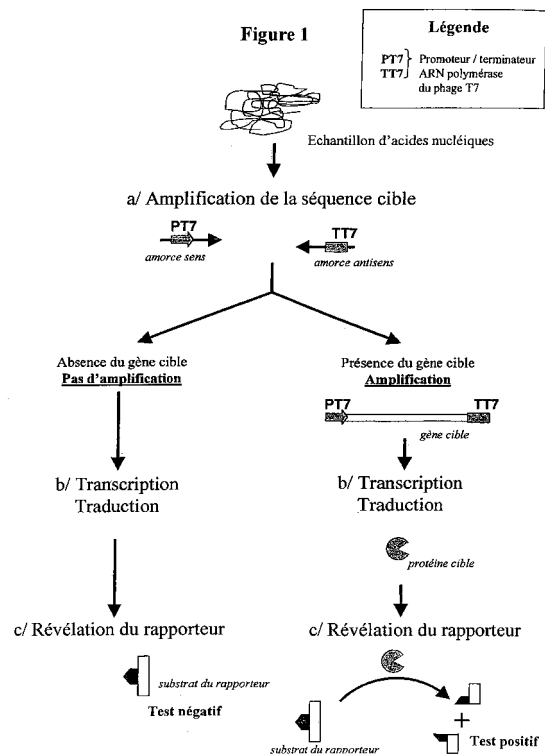 Figure 1
Légende
PT7 } Promoteur / terminateur
TT7 } ARN polymérase
du phage T7
Echantillon d'acides nucléiques
a/ Amplification de la séquence cible
PT7
TT7
amorce sens
amorce antisens
Absence du gène cible
Pas d'amplification
Présence du gène cible
Amplification
PT7
TT7
gène cible
b/ Transcription
Traduction
b/ Transcription
Traduction
protéine cible
c/ Révélation du rapporteur
c/ Révélation du rapporteur
substrat du rapporteur
Test négatif
+
Test positif
substrat du rapporteur